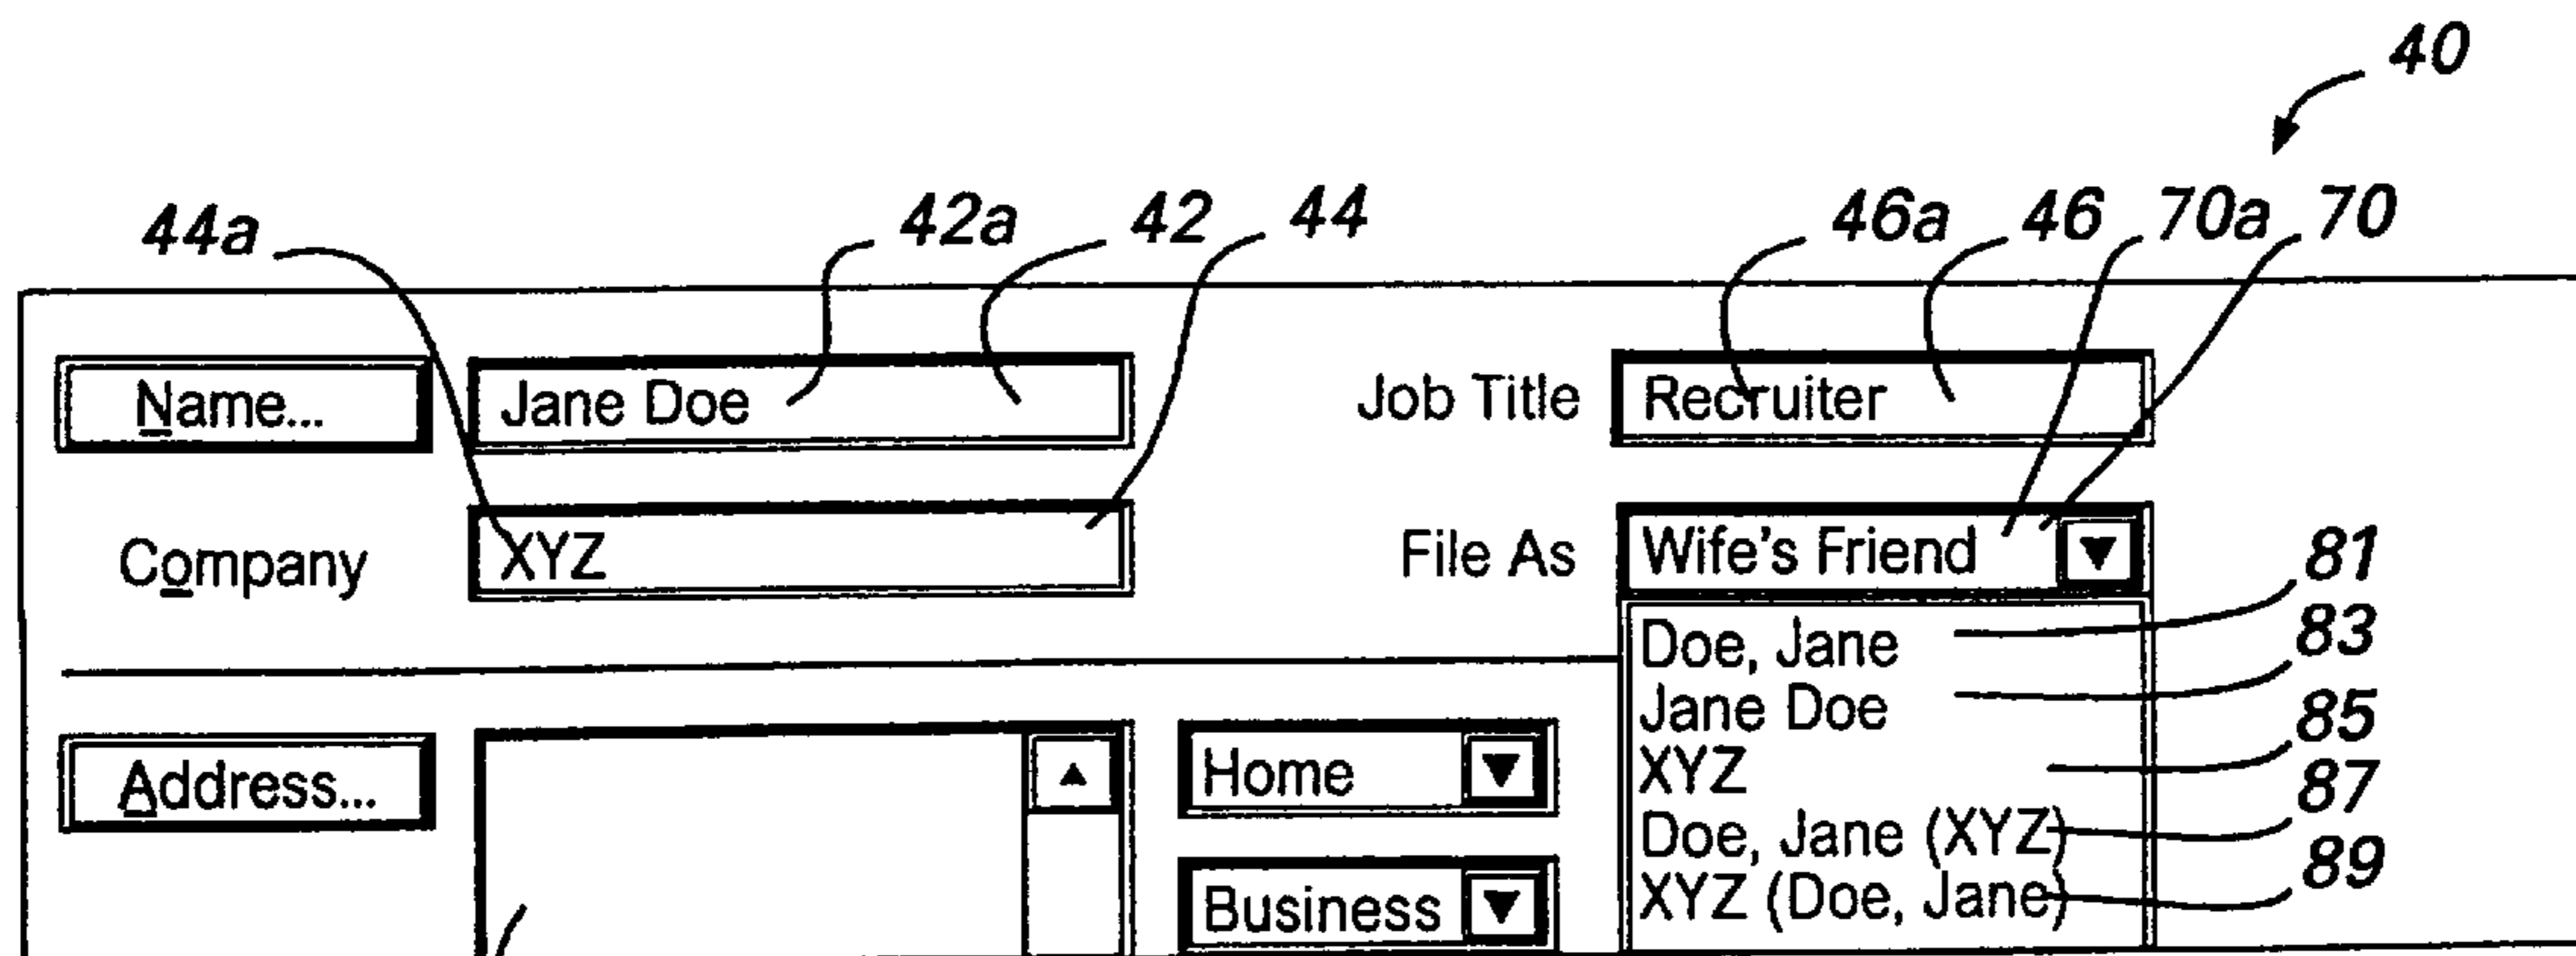 40
44a 42a 42 44 46a 46 70a 70
Name... Jane Doe Job Title Recruiter
Company XYZ File As Wife's Friend 81
Doe, Jane 83
Jane Doe 85
XYZ 87
Doe, Jane (XYZ) 89
XYZ (Doe, Jane)
Address... Home
Business